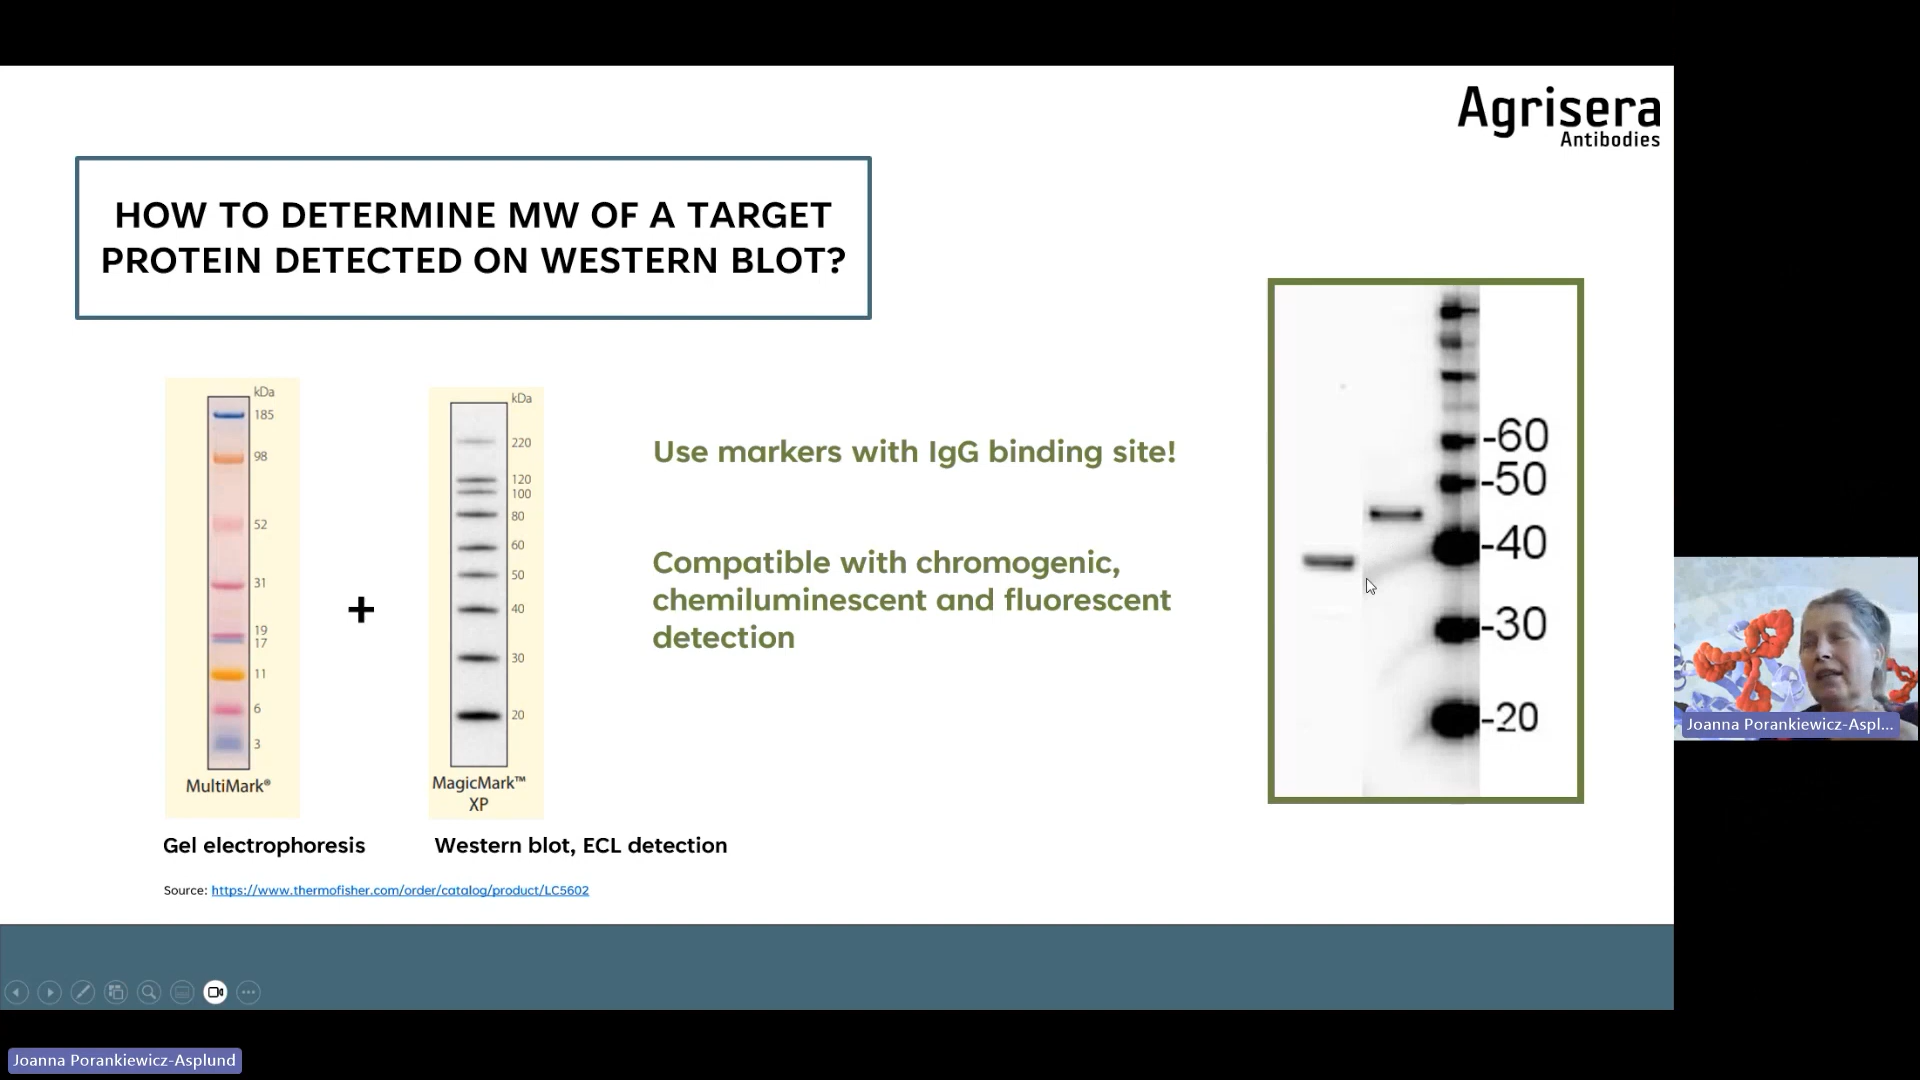 Agrisera
Antibodies
HOW TO DETERMINE MW OF A TARGET
PROTEIN DETECTED ON WESTERN BLOT?
kDa
185
98
52
31
19
17
11
6
3
MultiMark®
+
kDa
220
120
100
80
60
50
40
30
20
MagicMark™
XP
Use markers with IgG binding site!
Compatible with chromogenic,
chemiluminescent and fluorescent
detection
-60
-50
-40
-30
-20
Gel electrophoresis
Western blot, ECL detection
Source: https://www.thermofisher.com/order/catalog/product/LC5602
Joanna Porankiewicz-Aspl...
Joanna Porankiewicz-Asplund